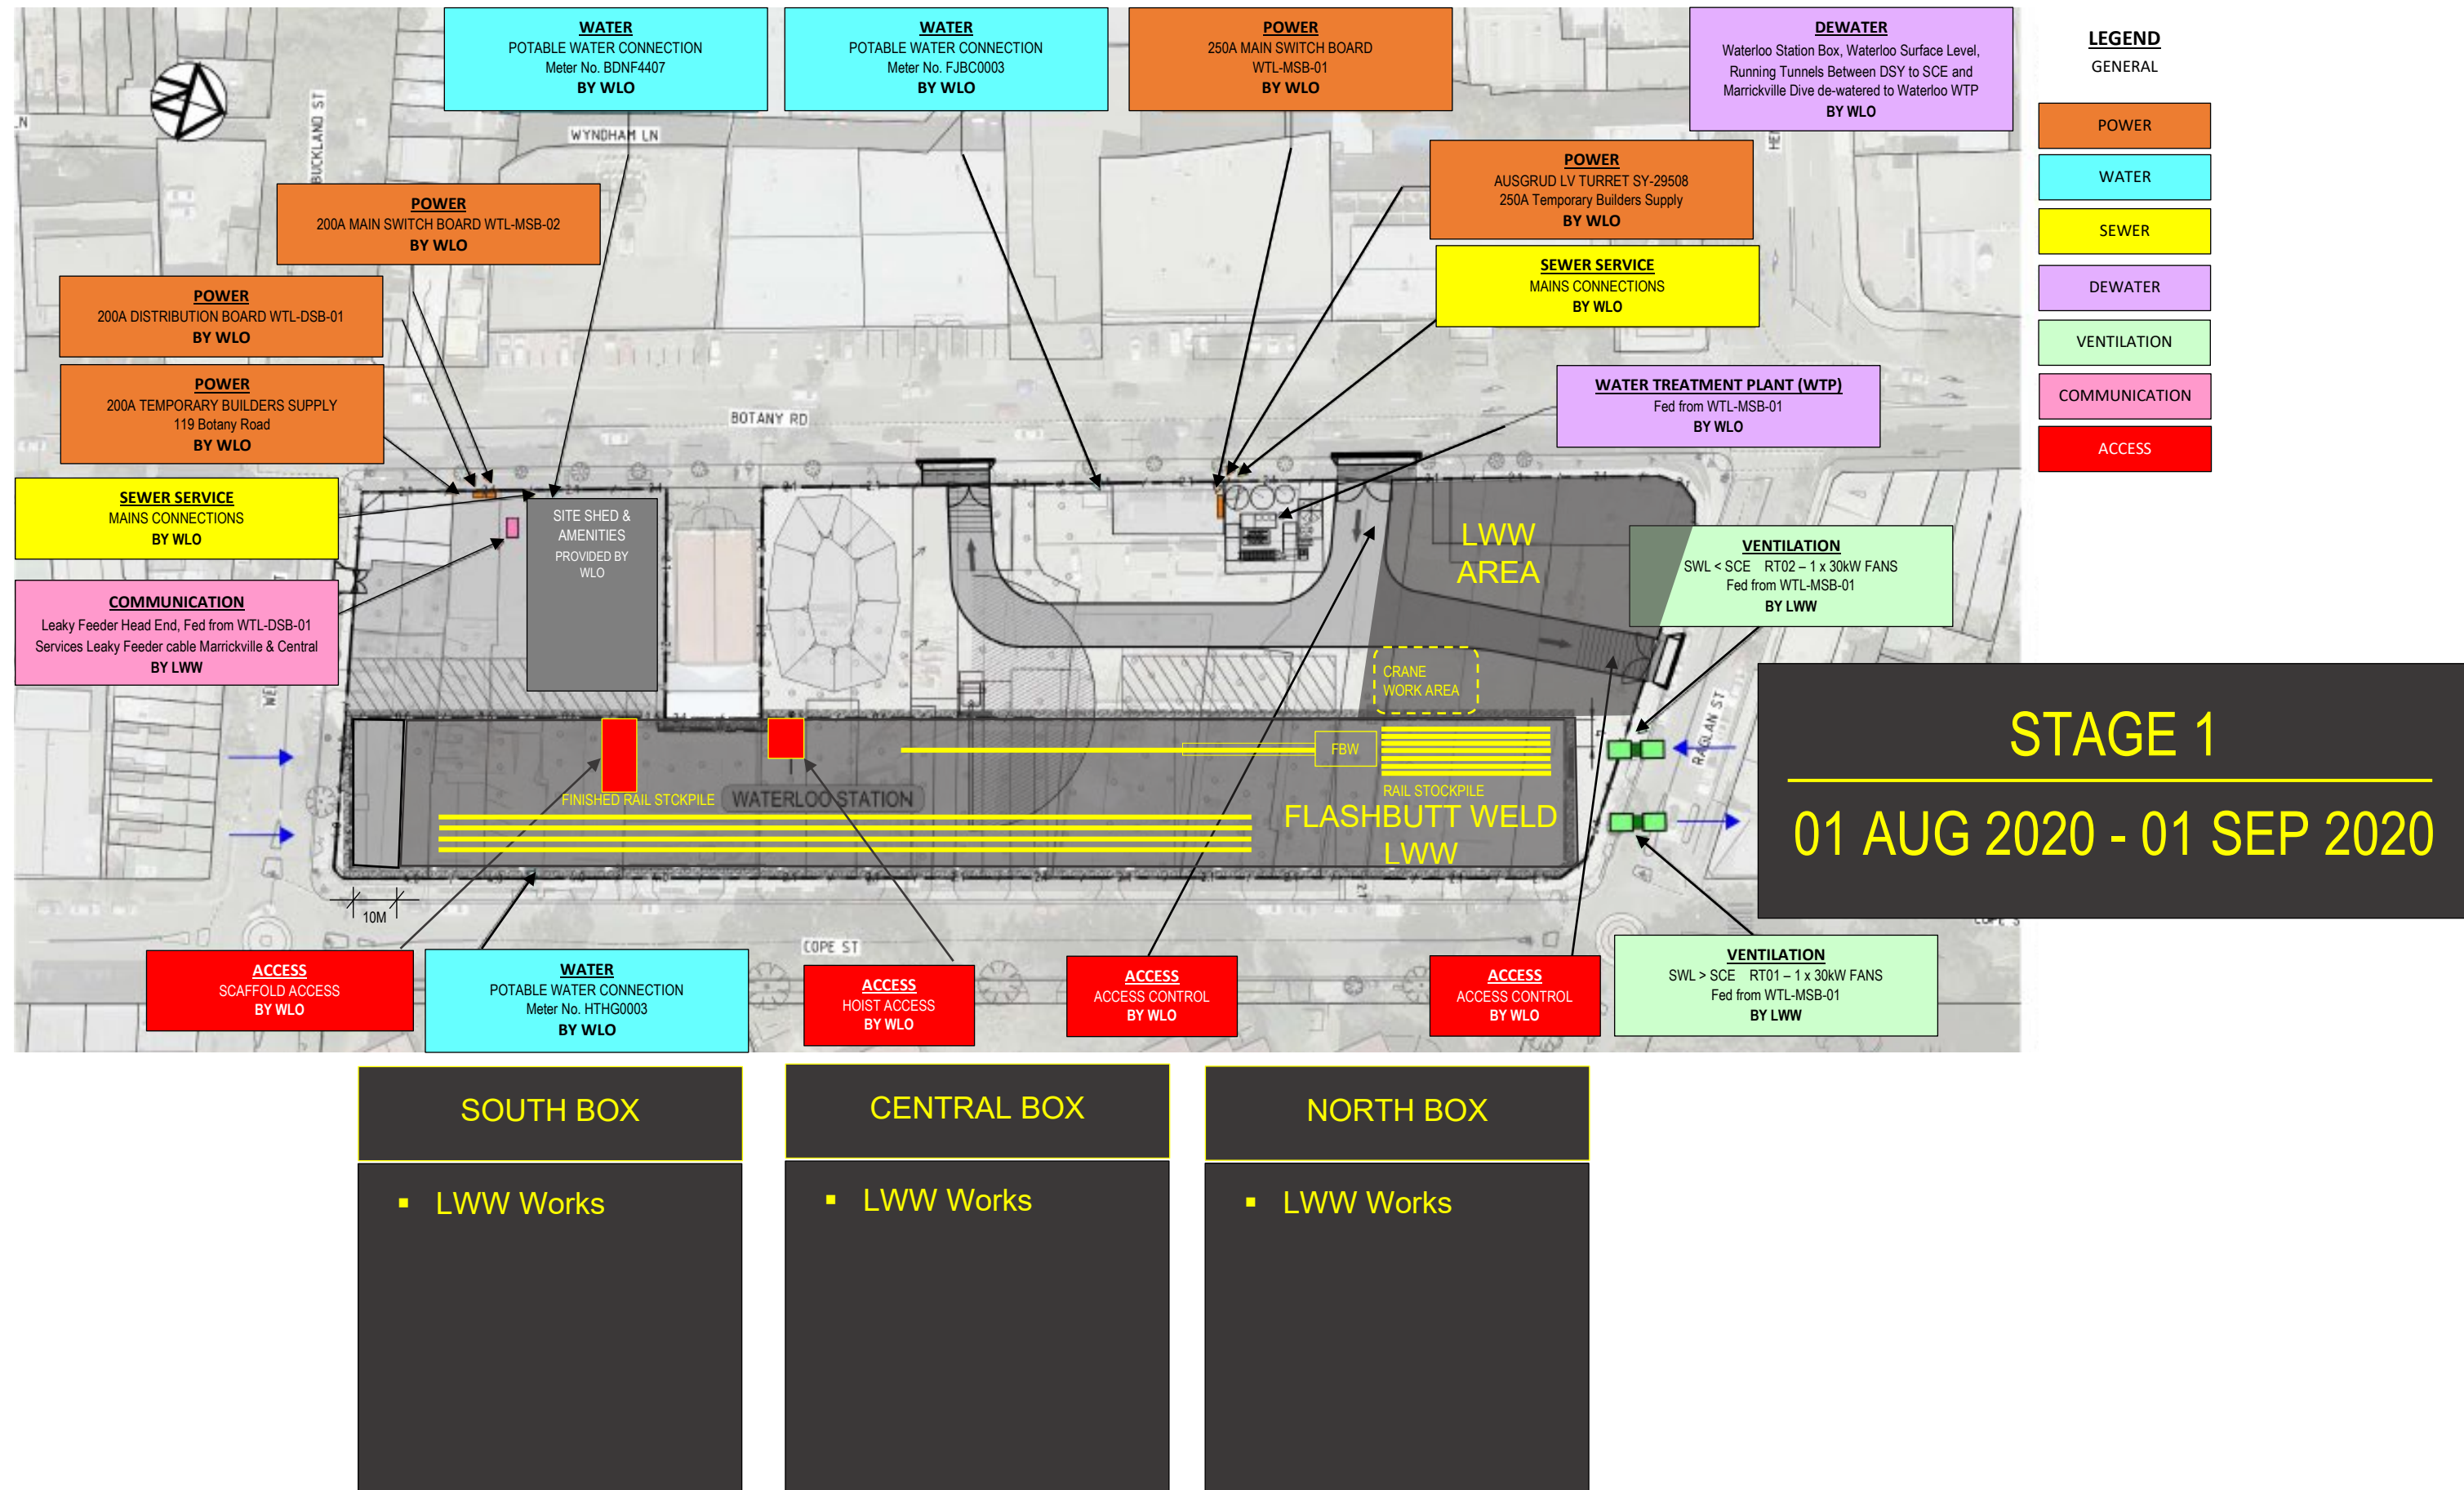 WATER
POTABLE WATER CONNECTION
Meter No. BDNF4407
BY WLO
WATER
POTABLE WATER CONNECTION
Meter No. FJBC0003
BY WLO
POWER
250A MAIN SWITCH BOARD
WTL-MSB-01
BY WLO
DEWATER
Waterloo Station Box, Waterloo Surface Level,
Running Tunnels Between DSY to SCE and
Marrickville Dive de-watered to Waterloo WTP
BY WLO
LEGEND
GENERAL
POWER
WATER
SEWER
DEWATER
VENTILATION
COMMUNICATION
ACCESS
LN
BUCKLAND ST
WYNDHAM LN
HEN
POWER
AUSGRUD LV TURRET SY-29508
250A Temporary Builders Supply
BY WLO
POWER
200A MAIN SWITCH BOARD WTL-MSB-02
BY WLO
SEWER SERVICE
MAINS CONNECTIONS
BY WLO
POWER
200A DISTRIBUTION BOARD WTL-DSB-01
BY WLO
POWER
200A TEMPORARY BUILDERS SUPPLY
119 Botany Road
BY WLO
WATER TREATMENT PLANT (WTP)
Fed from WTL-MSB-01
BY WLO
BOTANY RD
SEWER SERVICE
MAINS CONNECTIONS
BY WLO
SITE SHED &
AMENITIES
PROVIDED BY
WLO
LWW
AREA
VENTILATION
SWL < SCE RT02 – 1 x 30kW FANS
Fed from WTL-MSB-01
BY LWW
COMMUNICATION
Leaky Feeder Head End, Fed from WTL-DSB-01
Services Leaky Feeder cable Marrickville & Central
BY LWW
CRANE
WORK AREA
RAGLAN ST
STAGE 1
01 AUG 2020 - 01 SEP 2020
FBW
FINISHED RAIL STCKPILE
WATERLOO STATION
RAIL STOCKPILE
FLASHBUTT WELD
LWW
10M
COPE ST
COPE S
ACCESS
SCAFFOLD ACCESS
BY WLO
WATER
POTABLE WATER CONNECTION
Meter No. HTHG0003
BY WLO
ACCESS
HOIST ACCESS
BY WLO
ACCESS
ACCESS CONTROL
BY WLO
ACCESS
ACCESS CONTROL
BY WLO
VENTILATION
SWL > SCE RT01 – 1 x 30kW FANS
Fed from WTL-MSB-01
BY LWW
SOUTH BOX
▪ LWW Works
CENTRAL BOX
▪ LWW Works
NORTH BOX
▪ LWW Works